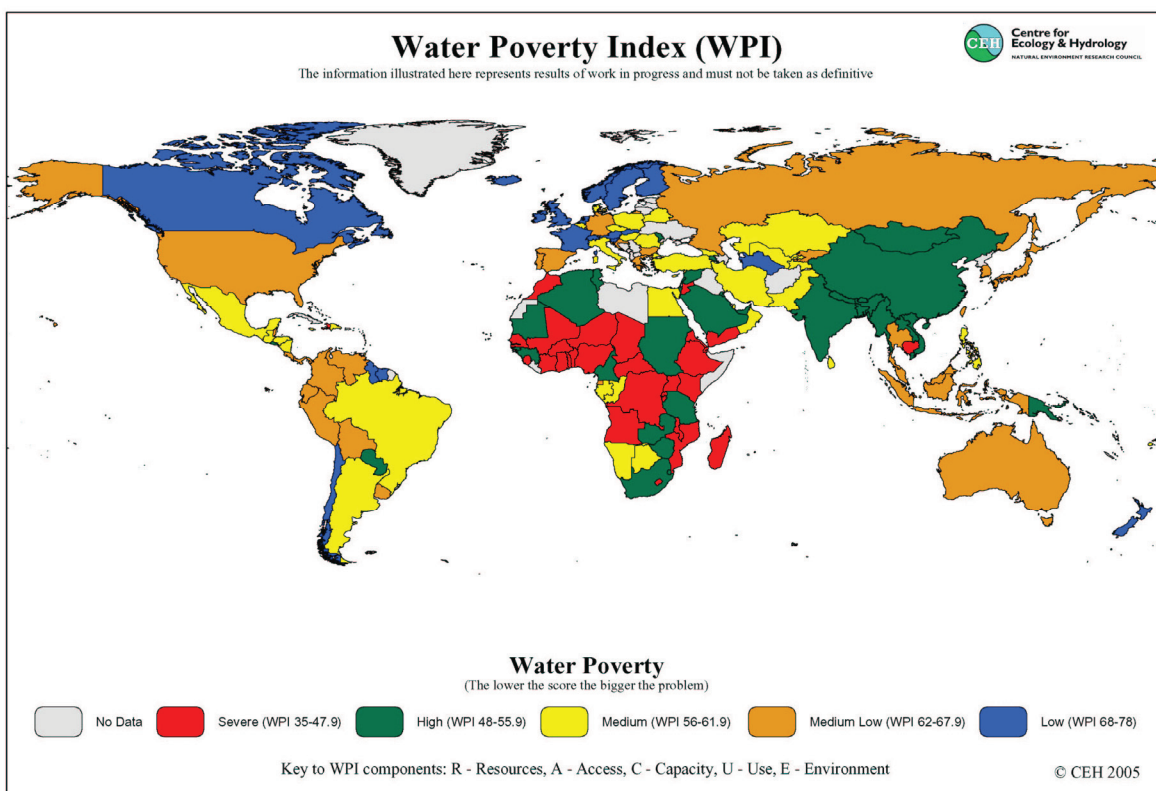 Water Poverty Index (WPI)
The information illustrated here represents results of work in progress and must not be taken as definitive
CEH
Centre for
Ecology & Hydrology
NATURAL ENVIRONMENT RESEARCH COUNCIL
Water Poverty
(The lower the score the bigger the problem)
No Data
Severe (WPI 35-47.9)
High (WPI 48-55.9)
Medium (WPI 56-61.9)
Medium Low (WPI 62-67.9)
Low (WPI 68-78)
Key to WPI components: R - Resources, A - Access, C - Capacity, U - Use, E - Environment
© CEH 2005